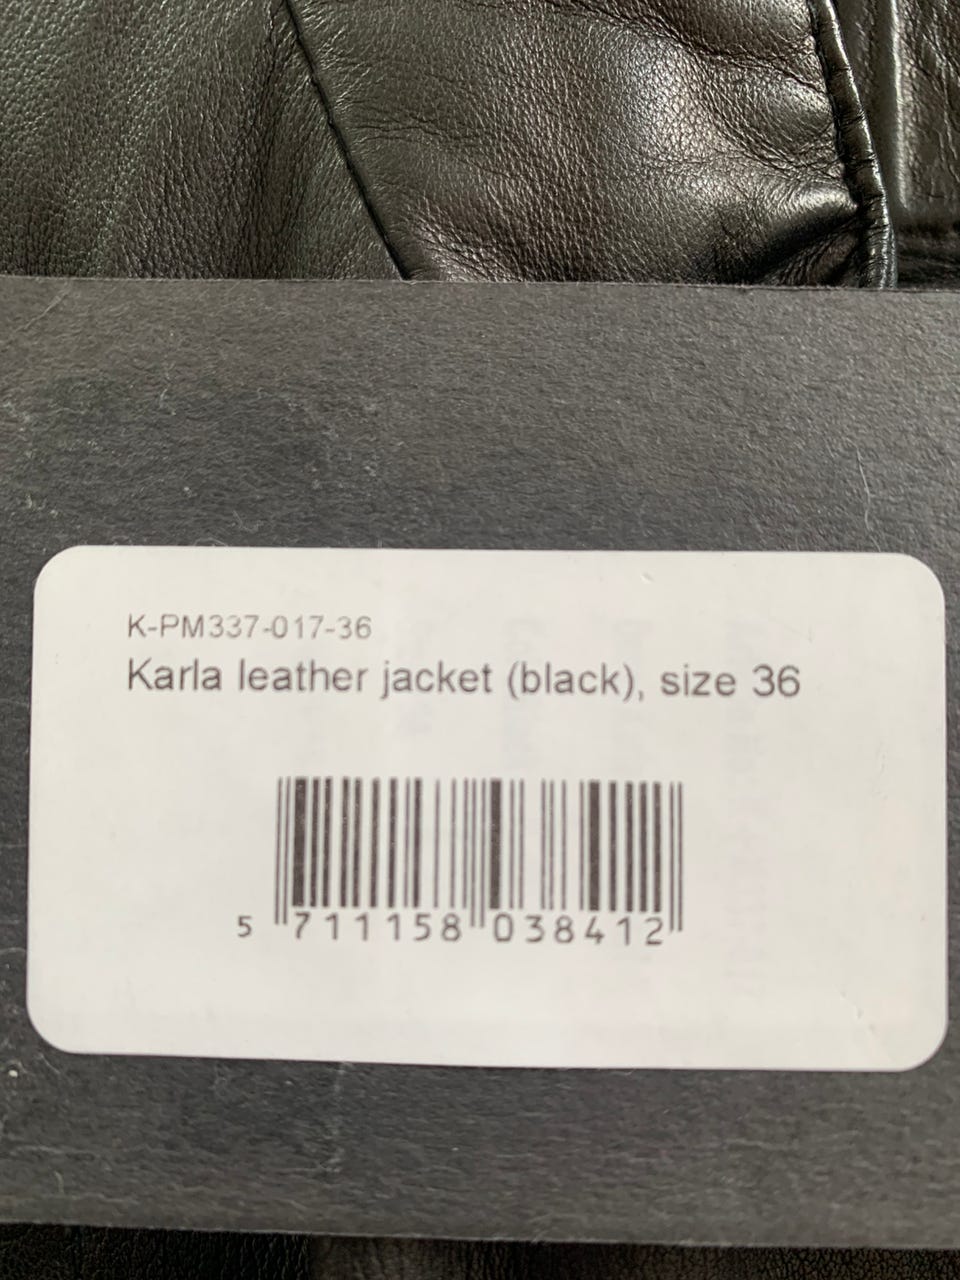 K-PM337-017-36
Karla leather jacket (black), size 36
5 711158 038412